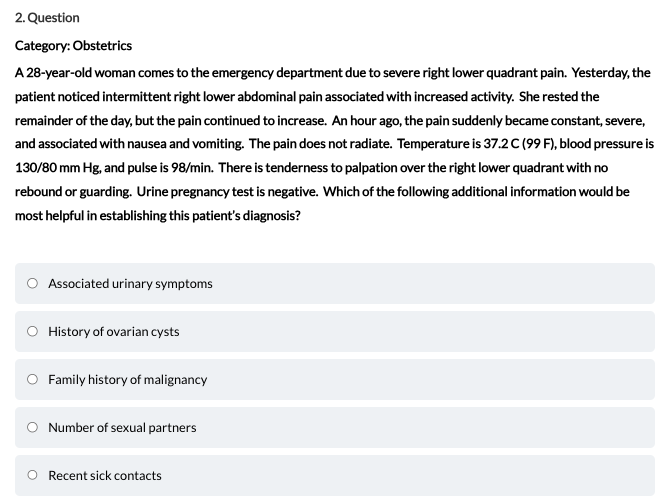 2. Question
Category: Obstetrics
A 28-year-old woman comes to the emergency department due to severe right lower quadrant pain. Yesterday, the
patient noticed intermittent right lower abdominal pain associated with increased activity. She rested the
remainder of the day, but the pain continued to increase. An hour ago, the pain suddenly became constant, severe,
and associated with nausea and vomiting. The pain does not radiate. Temperature is 37.2 C (99 F), blood pressure is
130/80 mm Hg, and pulse is 98/min. There is tenderness to palpation over the right lower quadrant with no
rebound or guarding. Urine pregnancy test is negative. Which of the following additional information would be
most helpful in establishing this patient's diagnosis?
Associated urinary symptoms
History of ovarian cysts
Family history of malignancy
Number of sexual partners
Recent sick contacts